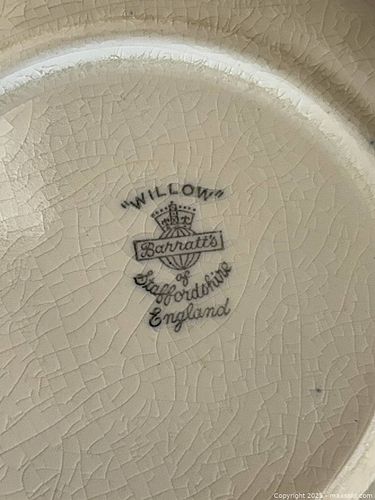 "WILLOW"
Barratt's
of
Staffordshire
England